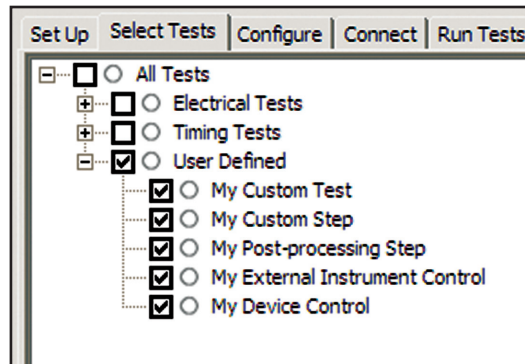 Set Up Select Tests Configure Connect Run Tests
All Tests
Electrical Tests
Timing Tests
User Defined
My Custom Test
My Custom Step
My Post-processing Step
My External Instrument Control
My Device Control